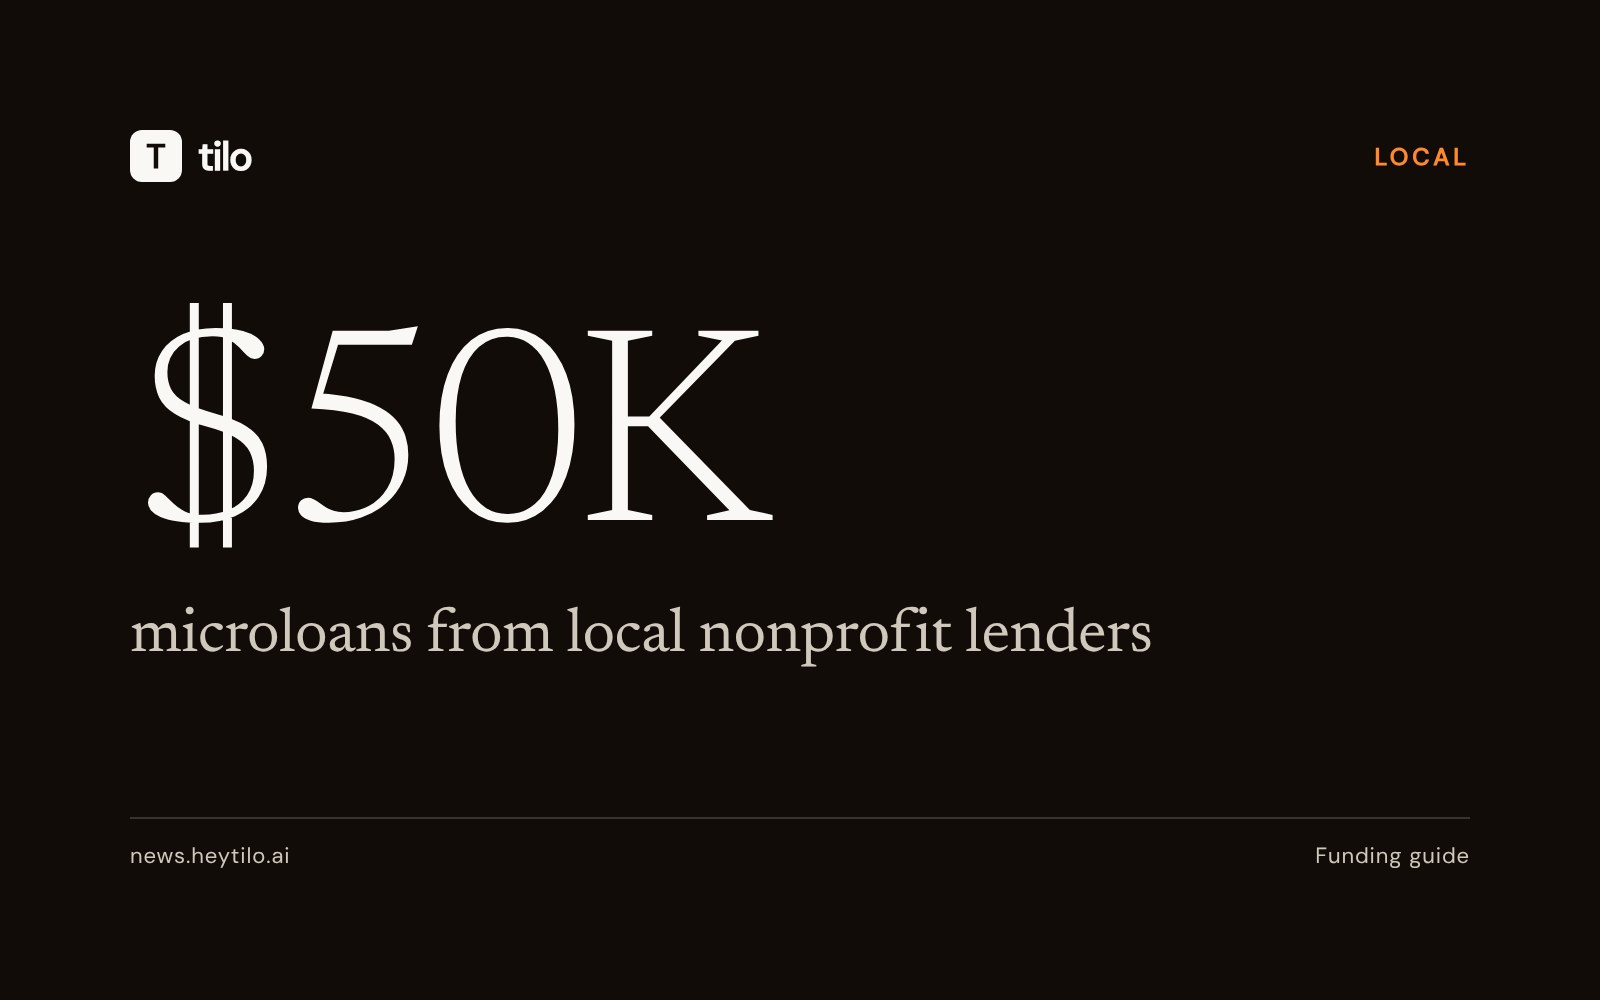 T tilo
LOCAL
$50K
microloans from local nonprofit lenders
news.heytilo.ai
Funding guide